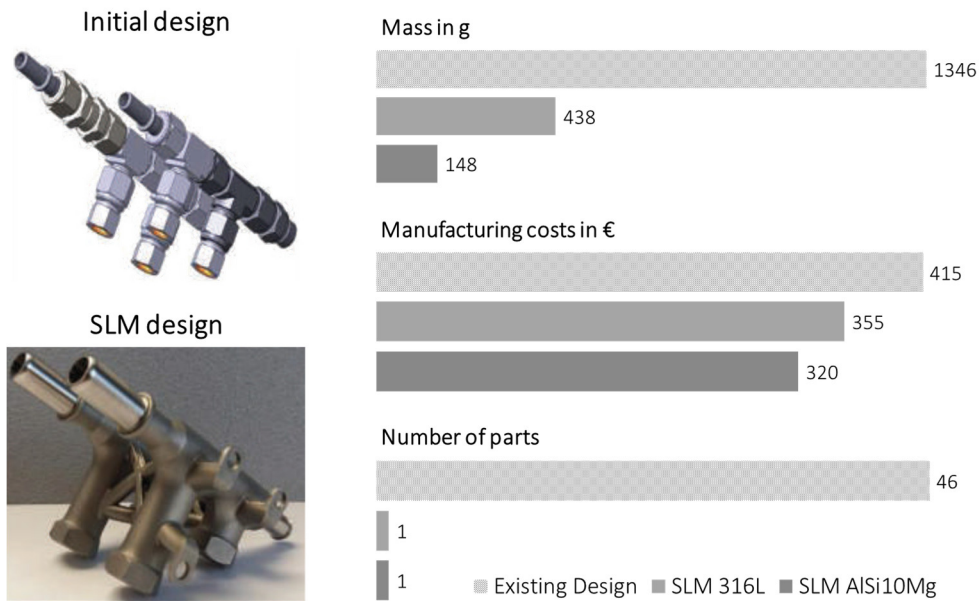 Initial design
SLM design
Mass in g
1346
438
148
Manufacturing costs in €
415
355
320
Number of parts
46
1
1
Existing Design SLM 316L SLM AlSi10Mg